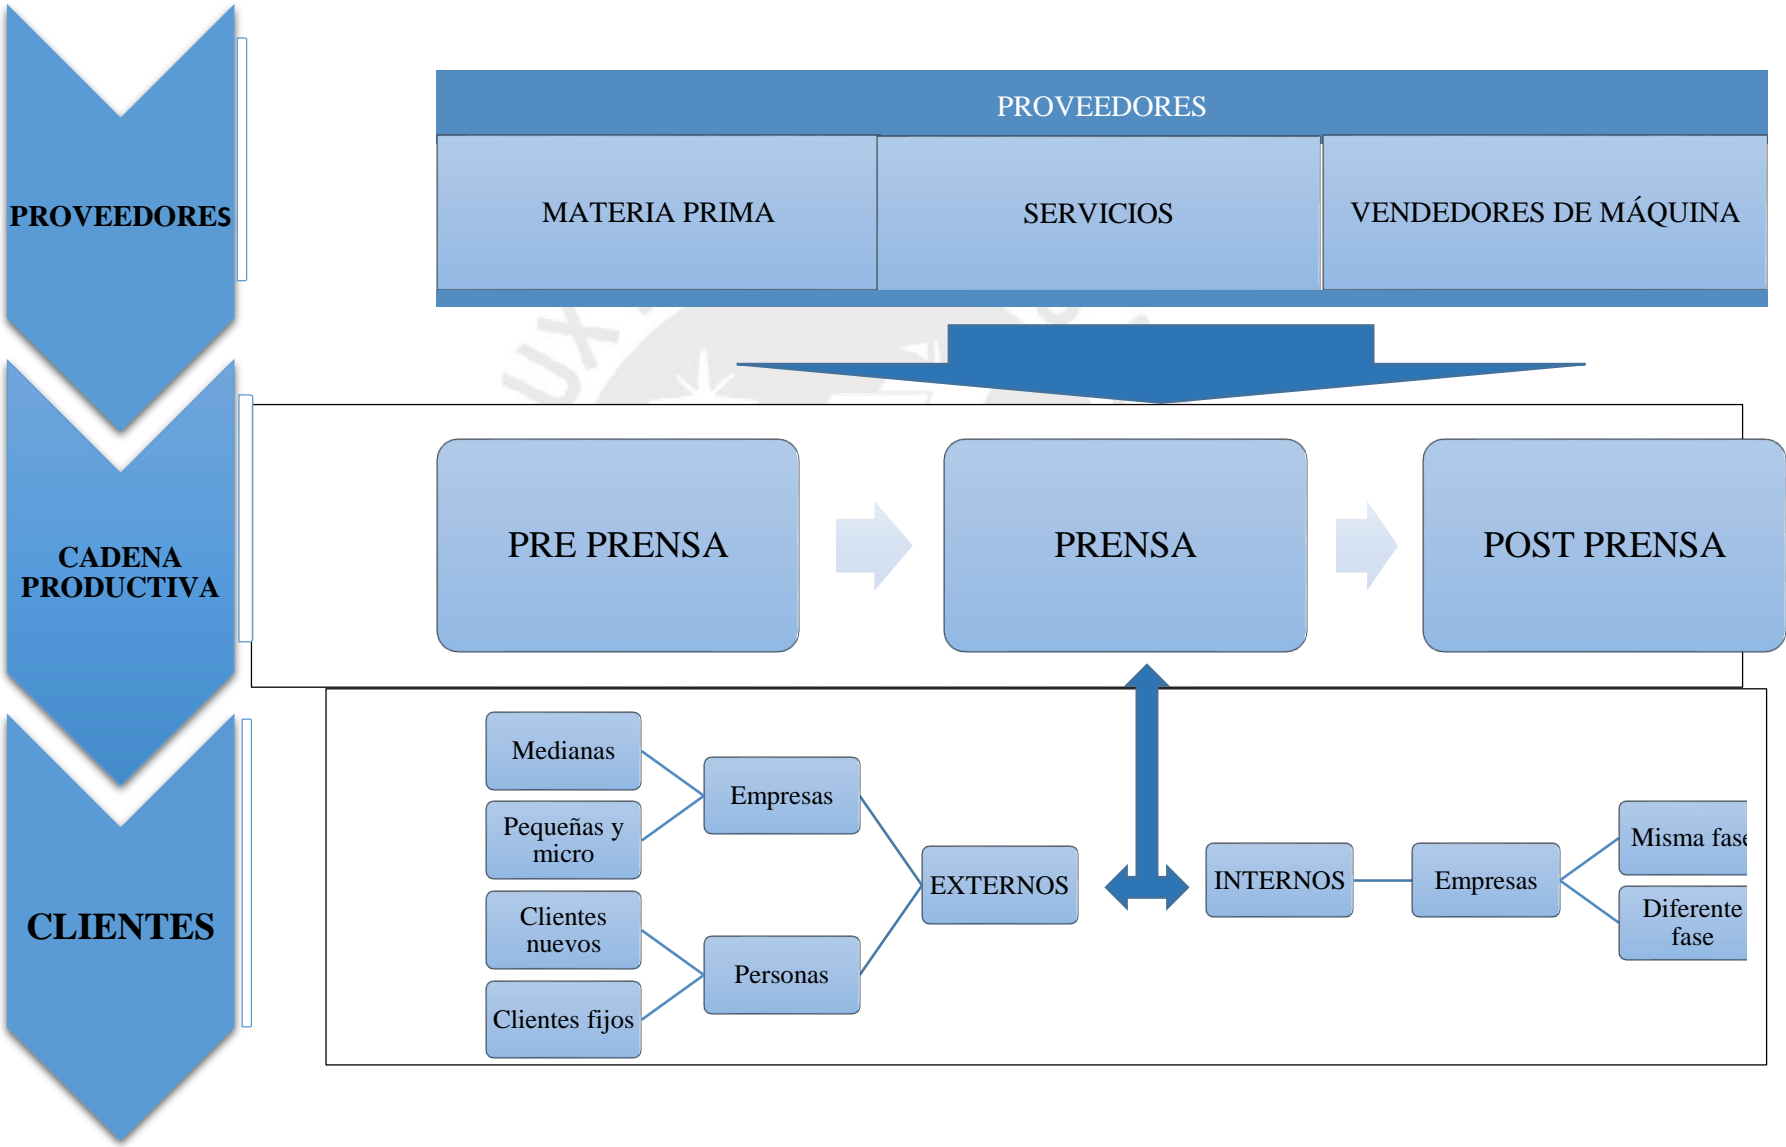 PROVEEDORES
PROVEEDORES
MATERIA PRIMA
SERVICIOS
VENDEDORES DE MÁQUINA
CADENA
PRODUCTIVA
PRE PRENSA
PRENSA
POST PRENSA
CLIENTES
Medianas
Pequeñas y
micro
Clientes
nuevos
Clientes fijos
Empresas
Personas
EXTERNOS
INTERNOS
Empresas
Misma fase
Diferente
fase
UX